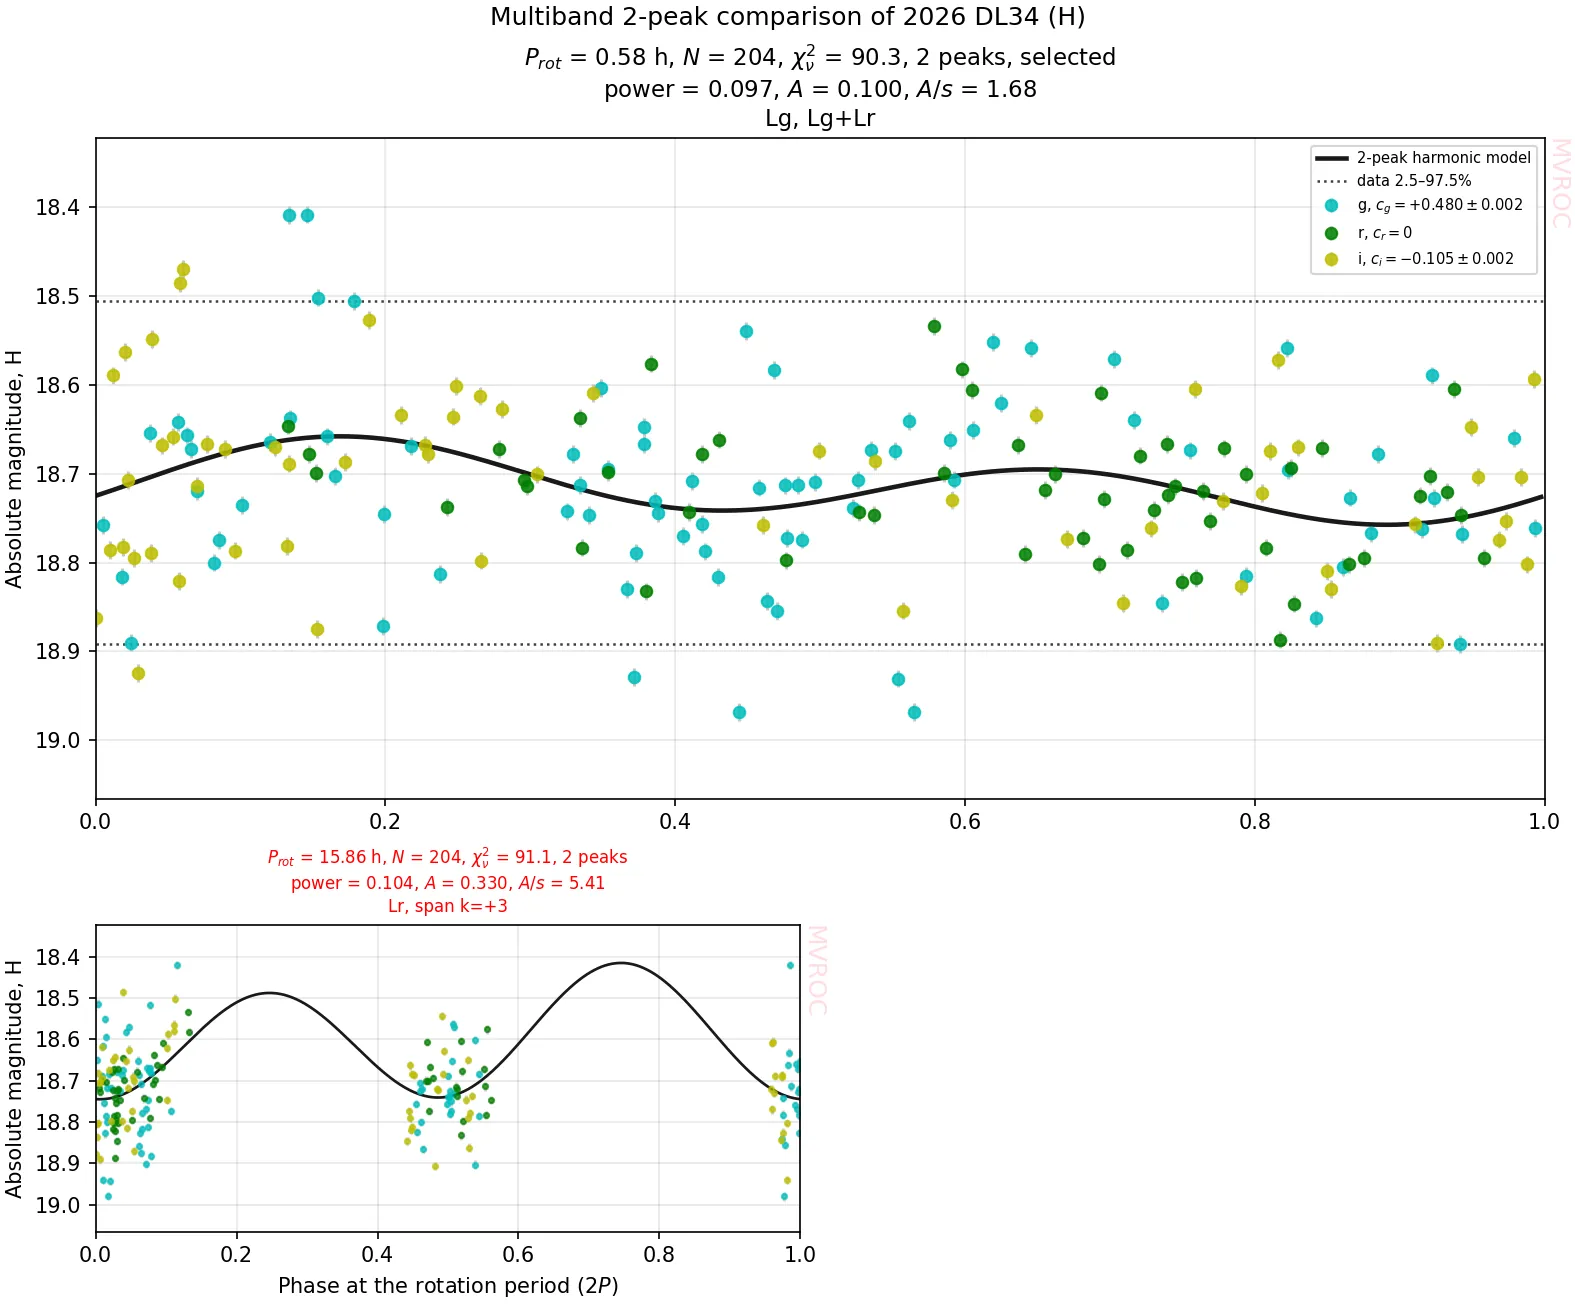 Multiband 2-peak comparison of 2026 DL34 (H)
P_rot = 0.58 h, N = 204, χ²_ν = 90.3, 2 peaks, selected
power = 0.097, A = 0.100, A/s = 1.68
Lg, Lg+Lr
2-peak harmonic model
data 2.5–97.5%
g, c_g = +0.480 ± 0.002
r, c_r = 0
i, c_i = −0.105 ± 0.002
MVROC
Absolute magnitude, H
18.4
18.5
18.6
18.7
18.8
18.9
19.0
0.0 0.2 0.4 0.6 0.8 1.0
P_rot = 15.86 h, N = 204, χ²_ν = 91.1, 2 peaks
power = 0.104, A = 0.330, A/s = 5.41
Lr, span k=+3
MVROC
Absolute magnitude, H
18.4
18.5
18.6
18.7
18.8
18.9
19.0
0.0 0.2 0.4 0.6 0.8 1.0
Phase at the rotation period (2P)